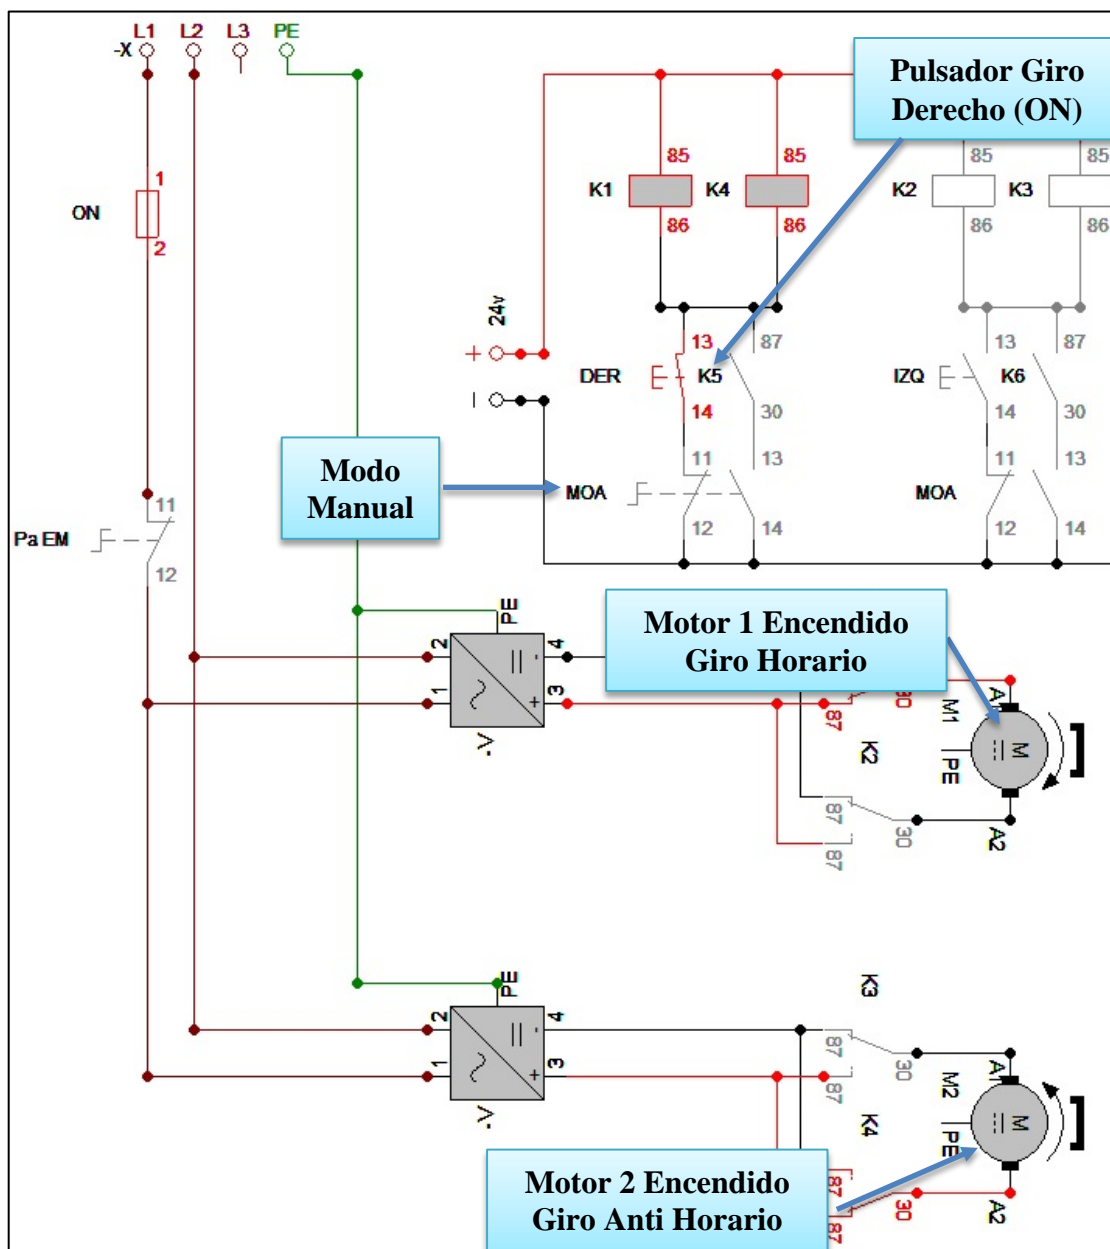 L1 L2 L3 PE
-X
Pulsador Giro
Derecho (ON)
85 85 85 85
K1 K4 K2 K3
86 86 86 86
1
ON
2
24v
+
-
13 87 13 87
DER K5 IZQ K6
14 30 14 30
Modo
Manual
11 13 11 13
MOA MOA
12 14 12 14
11
Pa EM
12
Motor 1 Encendido
Giro Horario
PE
2 4 -
1 3 +
-V
87 30
M1
M
PE
K2
87 30
87
A2
PE
2 4 -
1 3 +
-V
K3
87 30
87
A1
M2
M
PE
K4
87
87 30
A2
Motor 2 Encendido
Giro Anti Horario